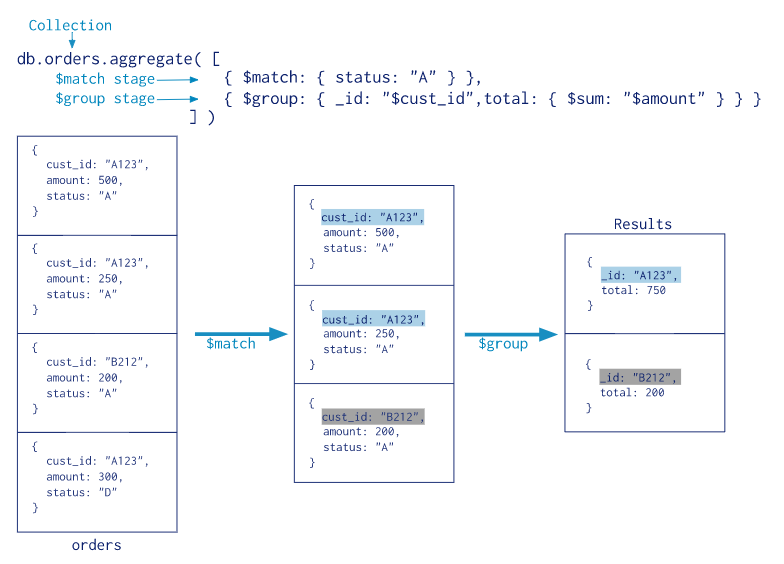 Collection
db.orders.aggregate( [
$match stage { $match: { status: "A" } },
$group stage { $group: { _id: "$cust_id",total: { $sum: "$amount" } } }
] )
{
cust_id: "A123",
amount: 500,
status: "A"
}
{
cust_id: "A123",
amount: 250,
status: "A"
}
{
cust_id: "B212",
amount: 200,
status: "A"
}
{
cust_id: "A123",
amount: 300,
status: "D"
}
orders
$match
{
cust_id: "A123",
amount: 500,
status: "A"
}
{
cust_id: "A123",
amount: 250,
status: "A"
}
{
cust_id: "B212",
amount: 200,
status: "A"
}
$group
Results
{
_id: "A123",
total: 750
}
{
_id: "B212",
total: 200
}